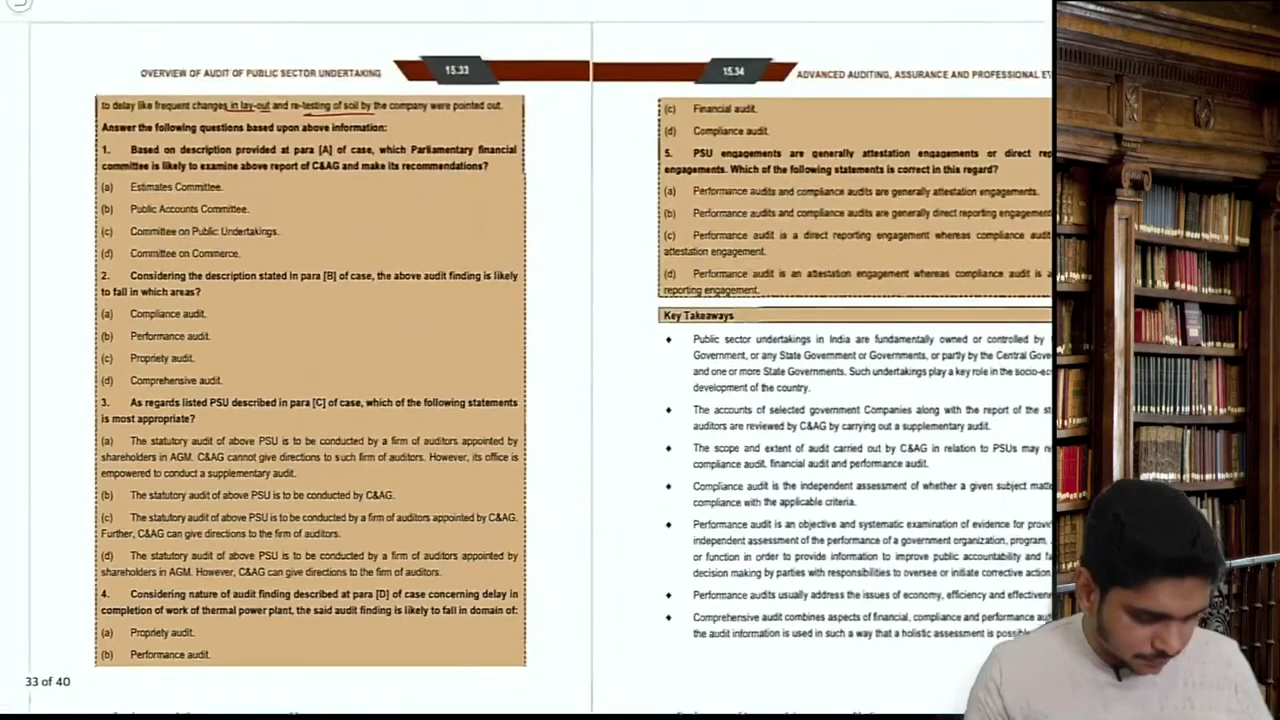 OVERVIEW OF AUDIT OF PUBLIC SECTOR UNDERTAKING
15.33
to delay like frequent changes in lay-out and re-testing of soil by the company were pointed out.
Answer the following questions based upon above information:
1. Based on description provided at para [A] of case, which Parliamentary financial
committee is likely to examine above report of C&AG and make its recommendations?
(a) Estimates Committee.
(b) Public Accounts Committee.
(c) Committee on Public Undertakings.
(d) Committee on Commerce.
2. Considering the description stated in para [B] of case, the above audit finding is likely
to fall in which areas?
(a) Compliance audit.
(b) Performance audit.
(c) Propriety audit.
(d) Comprehensive audit.
3. As regards listed PSU described in para [C] of case, which of the following statements
is most appropriate?
(a) The statutory audit of above PSU is to be conducted by a firm of auditors appointed by
shareholders in AGM. C&AG cannot give directions to such firm of auditors. However, its office is
empowered to conduct a supplementary audit.
(b) The statutory audit of above PSU is to be conducted by C&AG.
(c) The statutory audit of above PSU is to be conducted by a firm of auditors appointed by C&AG.
Further, C&AG can give directions to the firm of auditors.
(d) The statutory audit of above PSU is to be conducted by a firm of auditors appointed by
shareholders in AGM. However, C&AG can give directions to the firm of auditors.
4. Considering nature of audit finding described at para [D] of case concerning delay in
completion of work of thermal power plant, the said audit finding is likely to fall in domain of:
(a) Propriety audit.
(b) Performance audit.
33 of 40
15.34
ADVANCED AUDITING, ASSURANCE AND PROFESSIONAL
(c) Financial audit.
(d) Compliance audit.
5. PSU engagements are generally attestation engagements or direct
engagements. Which of the following statements is correct in this regard?
(a) Performance audits and compliance audits are generally attestation engagements.
(b) Performance audits and compliance audits are generally direct reporting
(c) Performance audit is a direct reporting engagement whereas compliance audit
attestation engagement.
(d) Performance audit is an attestation engagement whereas compliance audit is
reporting engagement.
Key Takeaways
♦ Public sector undertakings in India are fundamentally owned or controlled by
Government, or any State Government or Governments, or partly by the Central
and one or more State Governments. Such undertakings play a key role in the
development of the country.
♦ The accounts of selected government Companies along with the report of the
auditors are reviewed by C&AG by carrying out a supplementary audit.
♦ The scope and extent of audit carried out by C&AG in relation to PSUs may
compliance audit, financial audit and performance audit.
♦ Compliance audit is the independent assessment of whether a given subject
compliance with the applicable criteria.
♦ Performance audit is an objective and systematic examination of evidence for
independent assessment of the performance of a government organization, program,
or function in order to provide information to improve public accountability and
decision making by parties with responsibilities to oversee or initiate corrective action
♦ Performance audits usually address the issues of economy, efficiency and
♦ Comprehensive audit combines aspects of financial, compliance and performance
the audit information is used in such a way that a holistic assessment is possible